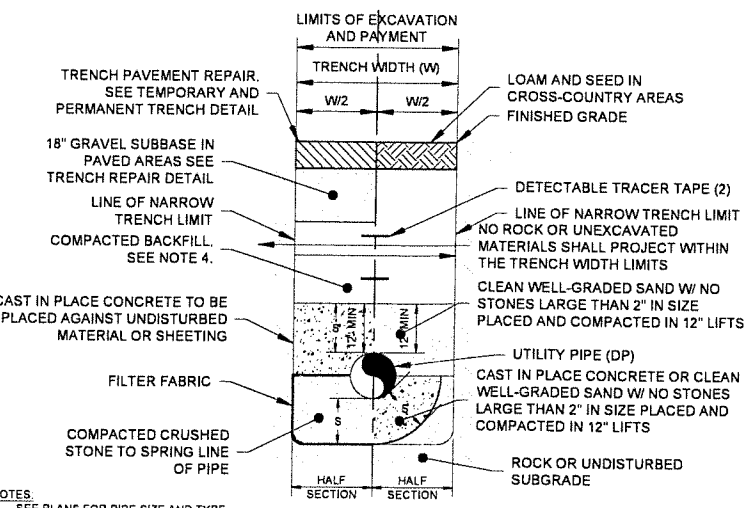 LIMITS OF EXCAVATION
AND PAYMENT
TRENCH WIDTH (W)
W/2
W/2
TRENCH PAVEMENT REPAIR.
SEE TEMPORARY AND
PERMANENT TRENCH DETAIL
18" GRAVEL SUBBASE IN
PAVED AREAS SEE
TRENCH REPAIR DETAIL
LINE OF NARROW
TRENCH LIMIT
COMPACTED BACKFILL.
SEE NOTE 4.
CAST IN PLACE CONCRETE TO BE
PLACED AGAINST UNDISTURBED
MATERIAL OR SHEETING
FILTER FABRIC
COMPACTED CRUSHED
STONE TO SPRING LINE
OF PIPE
LOAM AND SEED IN
CROSS-COUNTRY AREAS
FINISHED GRADE
DETECTABLE TRACER TAPE (2)
LINE OF NARROW TRENCH LIMIT
NO ROCK OR UNEXCAVATED
MATERIALS SHALL PROJECT WITHIN
THE TRENCH WIDTH LIMITS
CLEAN WELL-GRADED SAND W/ NO
STONES LARGE THAN 2" IN SIZE
PLACED AND COMPACTED IN 12" LIFTS
UTILITY PIPE (DP)
CAST IN PLACE CONCRETE OR CLEAN
WELL-GRADED SAND W/ NO STONES
LARGE THAN 2" IN SIZE PLACED AND
COMPACTED IN 12" LIFTS
ROCK OR UNDISTURBED
SUBGRADE
12" MIN
12" MIN
S
HALF
SECTION
HALF
SECTION
NOTES:
SEE PLANS FOR PIPE SIZE AND TYPE